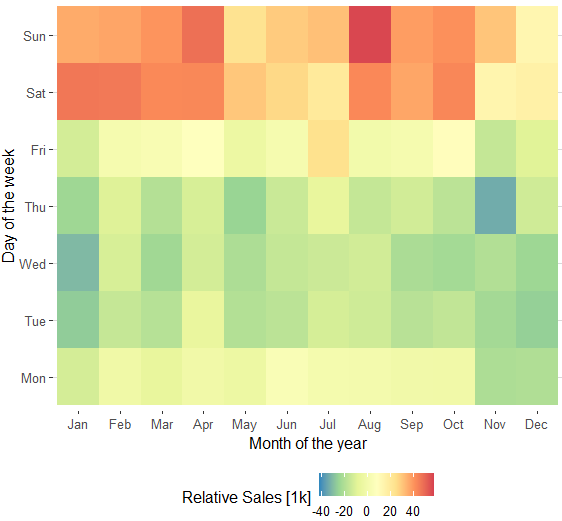 Sun
Sat
Fri
Thu
Wed
Tue
Mon
Day of the week
Jan Feb Mar Apr May Jun Jul Aug Sep Oct Nov Dec
Month of the year
Relative Sales [1k]
-40 -20 0 20 40